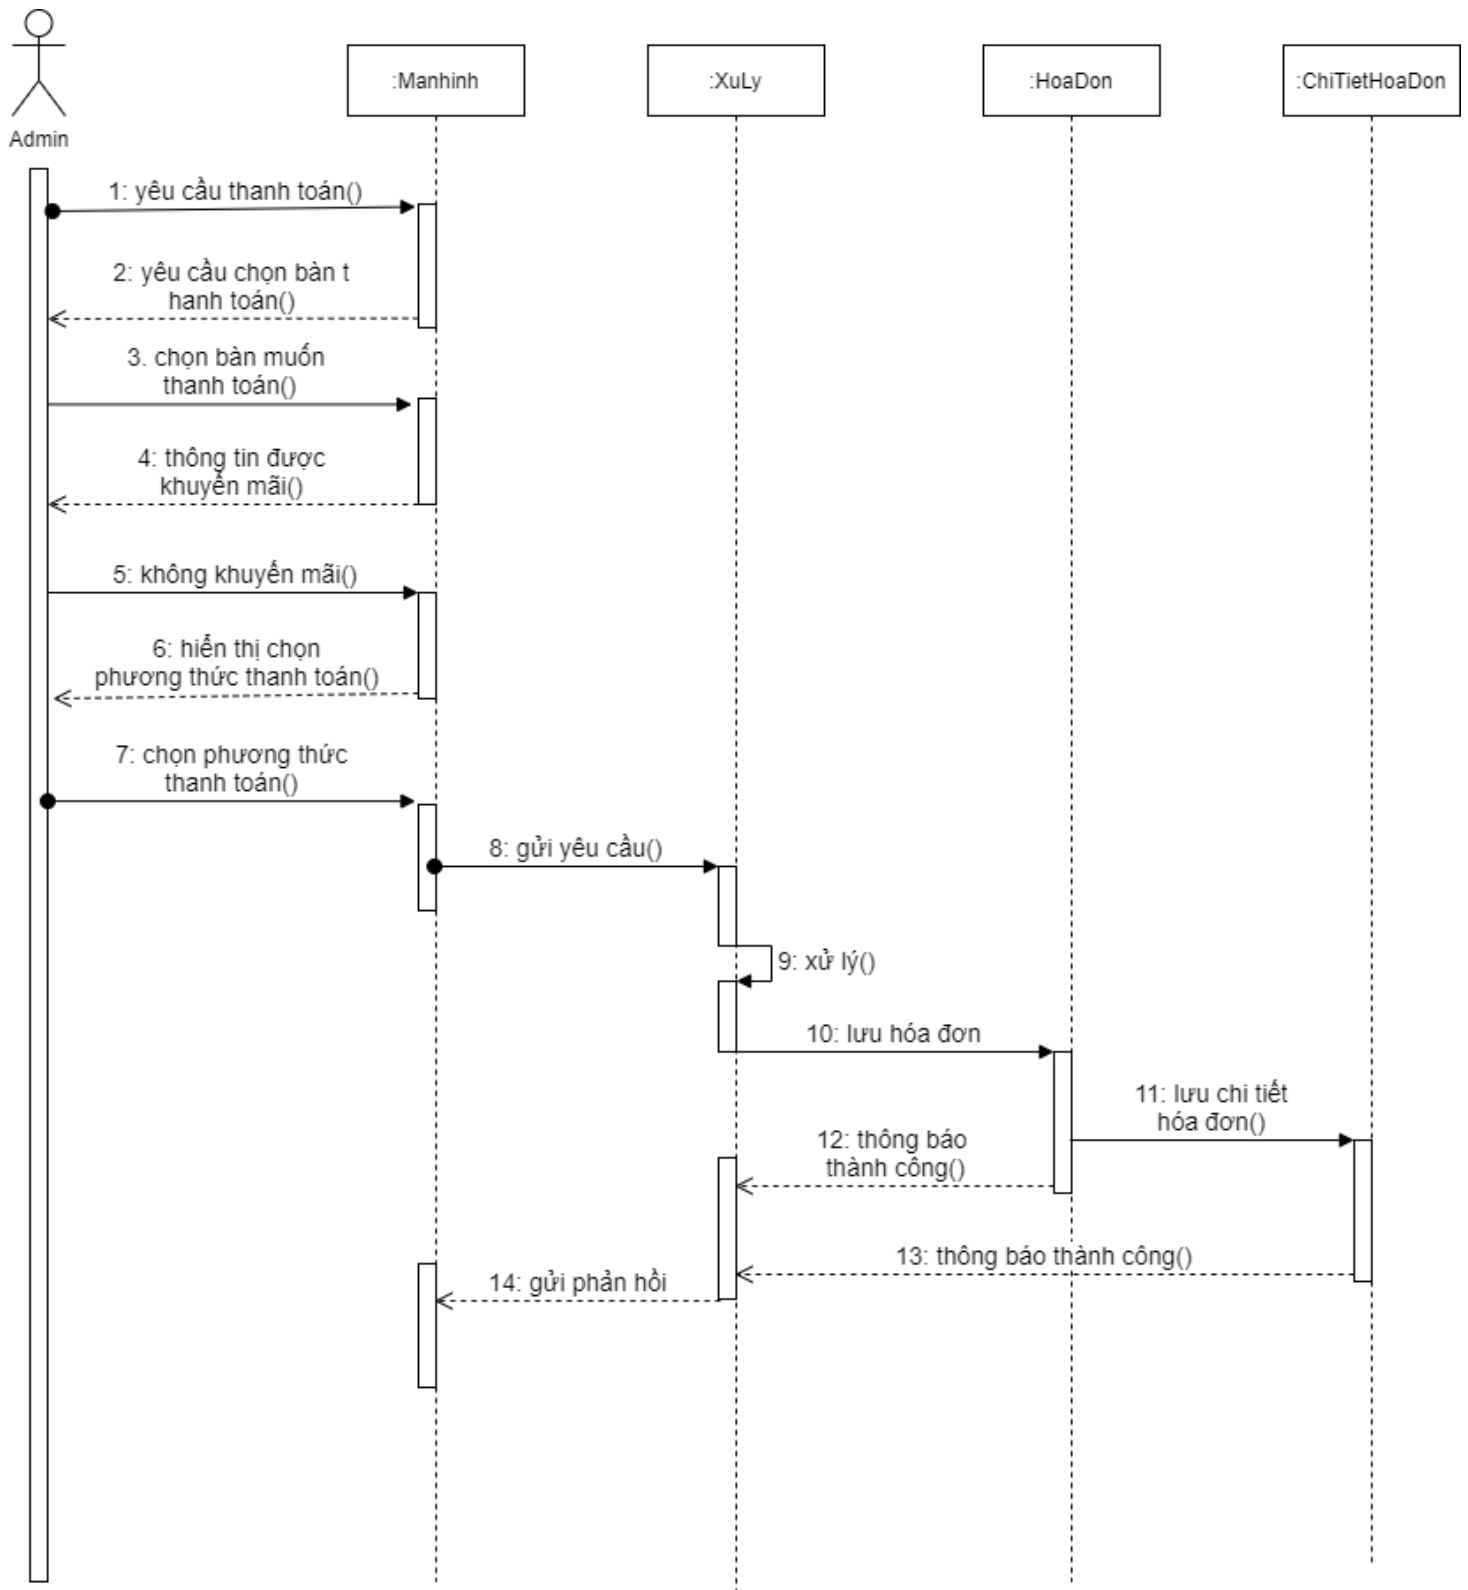 :Manhinh
:XuLy
:HoaDon
:ChiTietHoaDon
Admin
1: yêu cầu thanh toán()
2: yêu cầu chọn bàn t
hanh toán()
3. chọn bàn muốn
thanh toán()
4: thông tin được
khuyển mãi()
5: không khuyến mãi()
6: hiển thị chọn
phương thức thanh toán()
7: chọn phương thức
thanh toán()
8: gửi yêu cầu()
9: xử lý()
10: lưu hóa đơn
11: lưu chi tiết
hóa đơn()
12: thông báo
thành công()
13: thông báo thành công()
14: gửi phản hồi